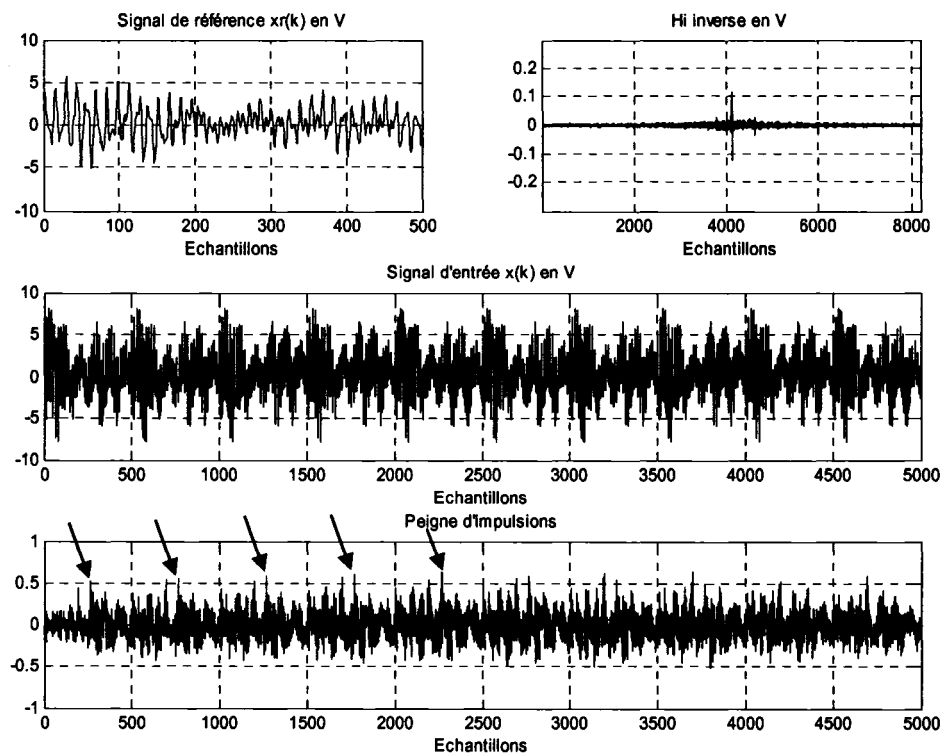 Signal de référence xr(k) en V
10
5
0
-5
-10
0 100 200 300 400 500
Echantillons
Hi inverse en V
0.2
0.1
0
-0.1
-0.2
2000 4000 6000 8000
Echantillons
Signal d'entrée x(k) en V
10
5
0
-5
-10
0 500 1000 1500 2000 2500 3000 3500 4000 4500 5000
Echantillons
Peigne d'impulsions
1
0.5
0
-0.5
-1
0 500 1000 1500 2000 2500 3000 3500 4000 4500 5000
Echantillons